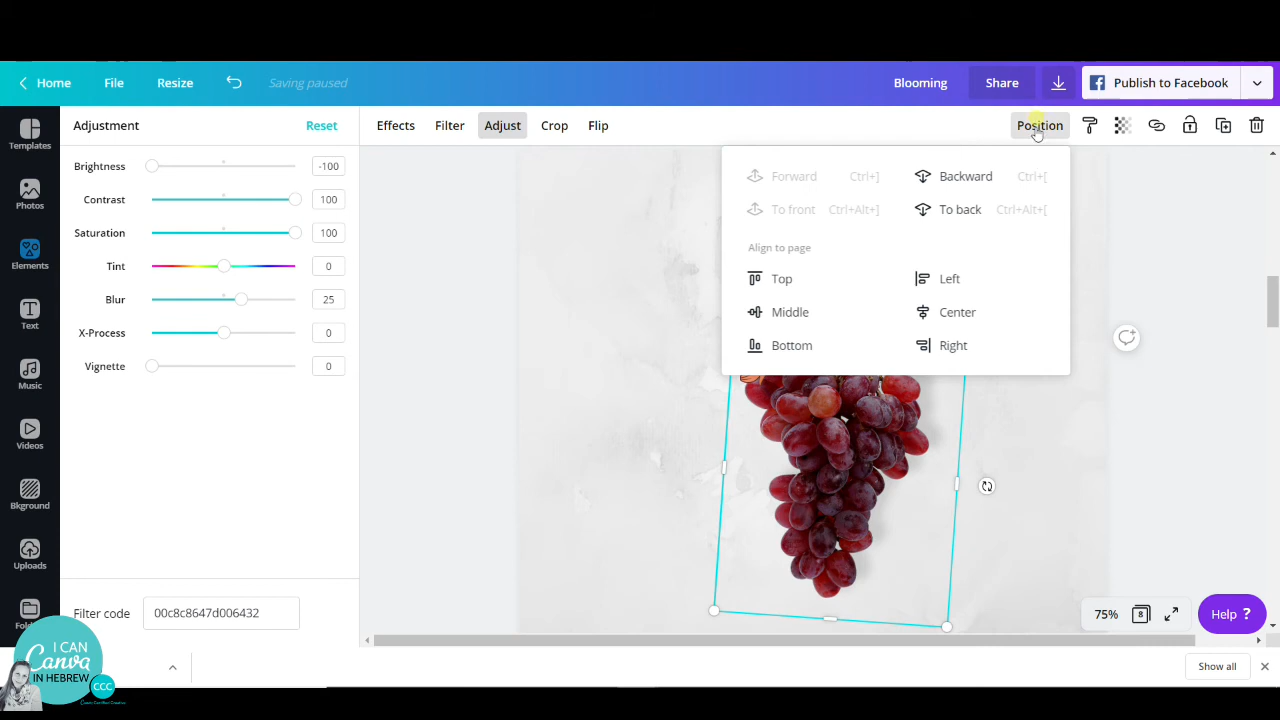 Home File Resize Saving paused Blooming Share Publish to Facebook
Adjustment Reset Effects Filter Adjust Crop Flip Position
Templates
Photos
Elements
Text
Music
Videos
Bkground
Uploads
Brightness -100
Contrast 100
Saturation 100
Tint 0
Blur 25
X-Process 0
Vignette 0
Forward Ctrl+] Backward Ctrl+[
To front Ctrl+Alt+] To back Ctrl+Alt+[
Align to page
Top Left
Middle Center
Bottom Right
Filter code 00c8c8647d006432
75% 8 Help ?
I CAN
Canva
IN HEBREW
CCC
Show all